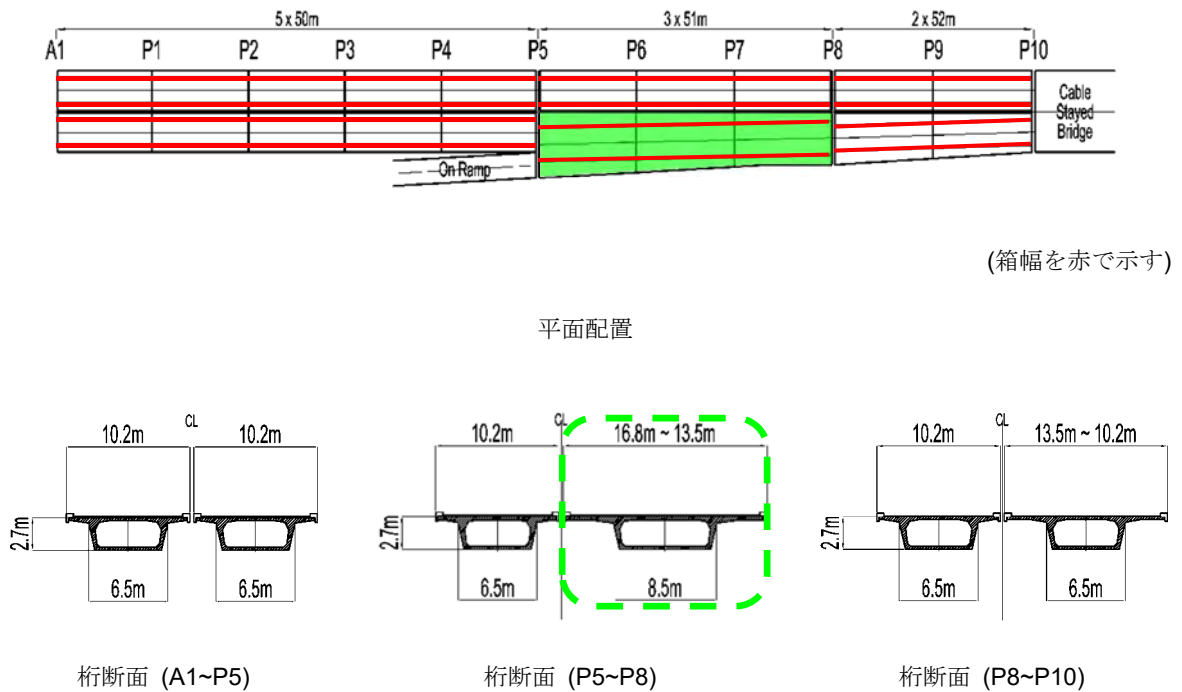 5 x 50m 3 x 51m 2 x 52m
A1 P1 P2 P3 P4 P5 P6 P7 P8 P9 P10
Cable
Stayed
Bridge
On Ramp
(箱幅を赤で示す)
平面配置
CL
10.2m 10.2m
2.7m
6.5m 6.5m
桁断面 (A1~P5)
CL
10.2m 16.8m ~ 13.5m
2.7m
6.5m 8.5m
桁断面 (P5~P8)
CL
10.2m 13.5m ~ 10.2m
2.7m
6.5m 6.5m
桁断面 (P8~P10)